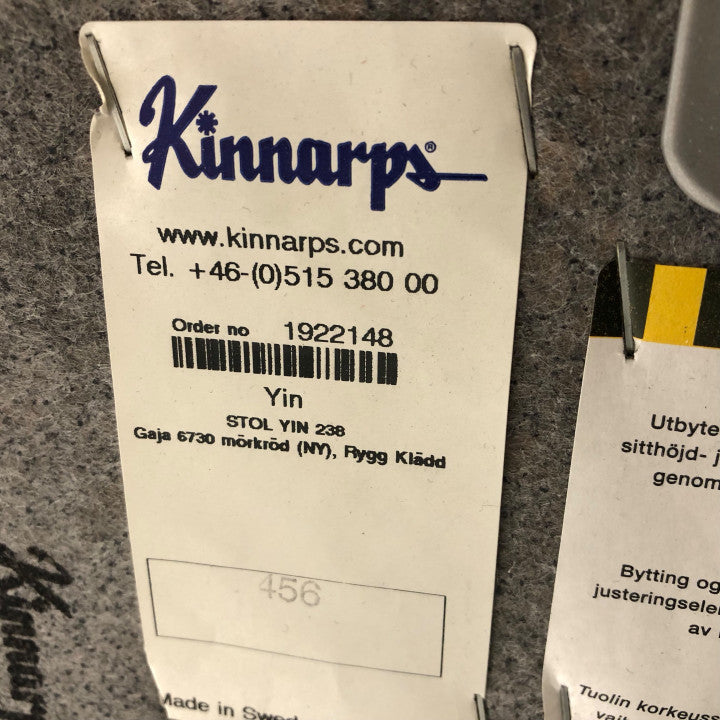 Kinnarps®
www.kinnarps.com
Tel. +46-(0)515 380 00
Order no 1922148
Yin
STOL YIN 238
Gaja 6730 mörkröd (NY), Rygg Klädd
456
Made in Swed
Utbyte
sitthöjd- j
genom
Bytting og
justeringsele
av
Tuolin korkeus
Kinnar